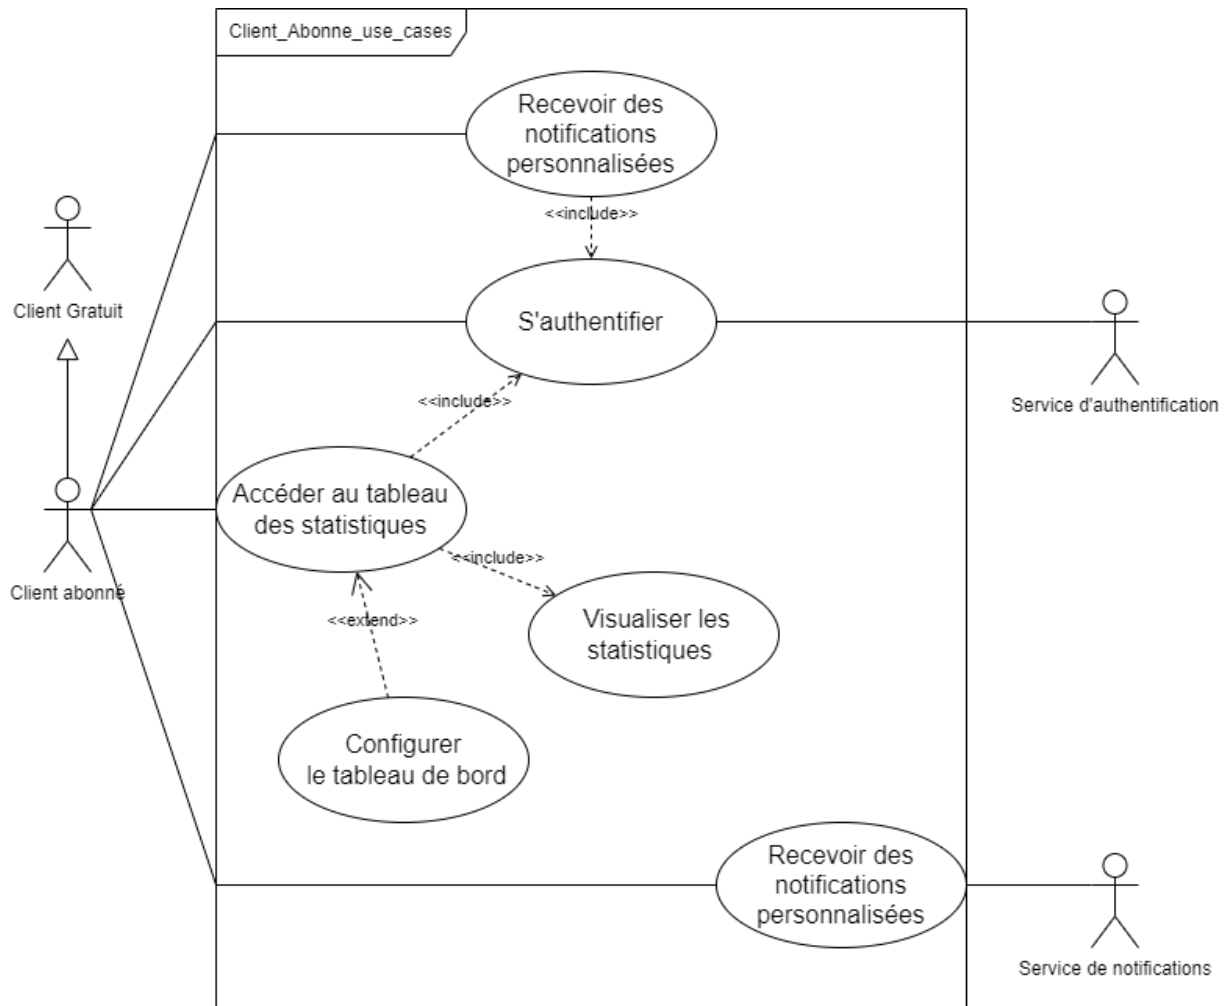 Client_Abonne_use_cases
Recevoir des
notifications
personnalisées
<<include>>
Client Gratuit
S'authentifier
Service d'authentification
<<include>>
Accéder au tableau
des statistiques
Client abonné
<<include>>
<<extend>>
Visualiser les
statistiques
Configurer
le tableau de bord
Recevoir des
notifications
personnalisées
Service de notifications